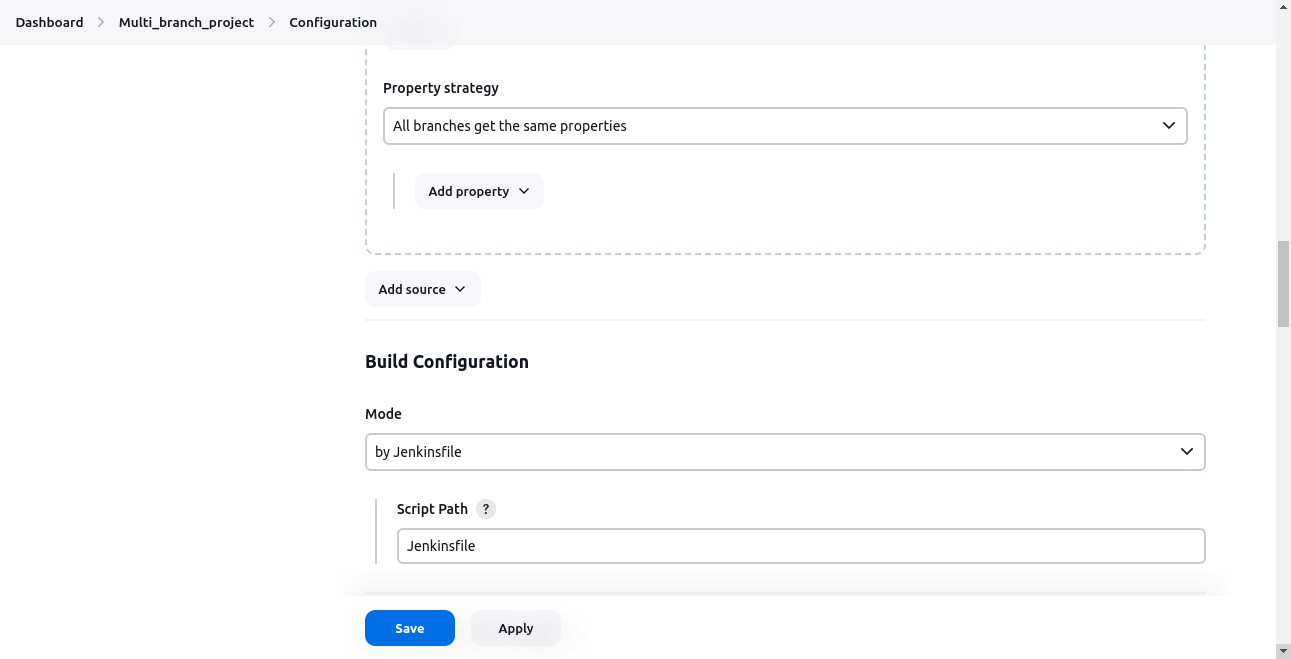 Dashboard > Multi_branch_project > Configuration
Property strategy
All branches get the same properties
Add property
Add source
Build Configuration
Mode
by Jenkinsfile
Script Path ?
Jenkinsfile
Save Apply